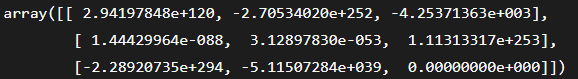 array([[ 2.94197848e+120, -2.70534020e+252, -4.25371363e+003],
[ 1.44429964e-088, 3.12897830e-053, 1.11313317e+253],
[-2.28920735e+294, -5.11507284e+039, 0.00000000e+000]])